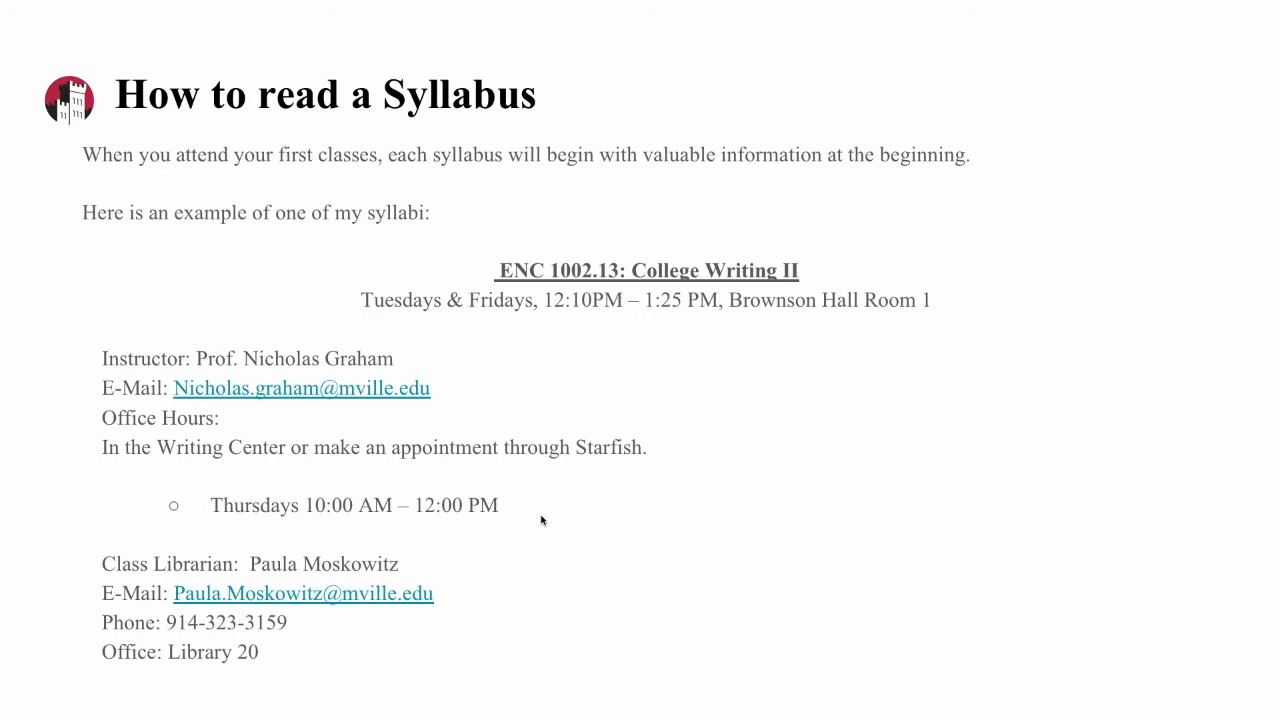 How to read a Syllabus
When you attend your first classes, each syllabus will begin with valuable information at the beginning.
Here is an example of one of my syllabi:
ENC 1002.13: College Writing II
Tuesdays & Fridays, 12:10PM – 1:25 PM, Brownson Hall Room 1
Instructor: Prof. Nicholas Graham
E-Mail: Nicholas.graham@mville.edu
Office Hours:
In the Writing Center or make an appointment through Starfish.
○ Thursdays 10:00 AM – 12:00 PM
Class Librarian:  Paula Moskowitz
E-Mail: Paula.Moskowitz@mville.edu
Phone: 914-323-3159
Office: Library 20